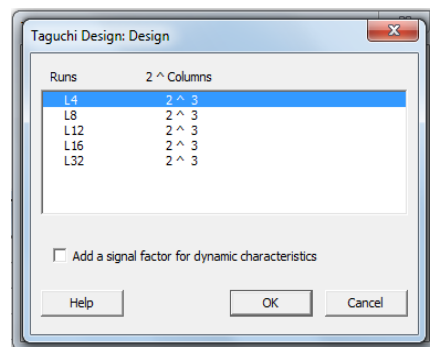 Taguchi Design: Design
Runs 2 ^ Columns
L4 2 ^ 3
L8 2 ^ 3
L12 2 ^ 3
L16 2 ^ 3
L32 2 ^ 3
Add a signal factor for dynamic characteristics
Help OK Cancel